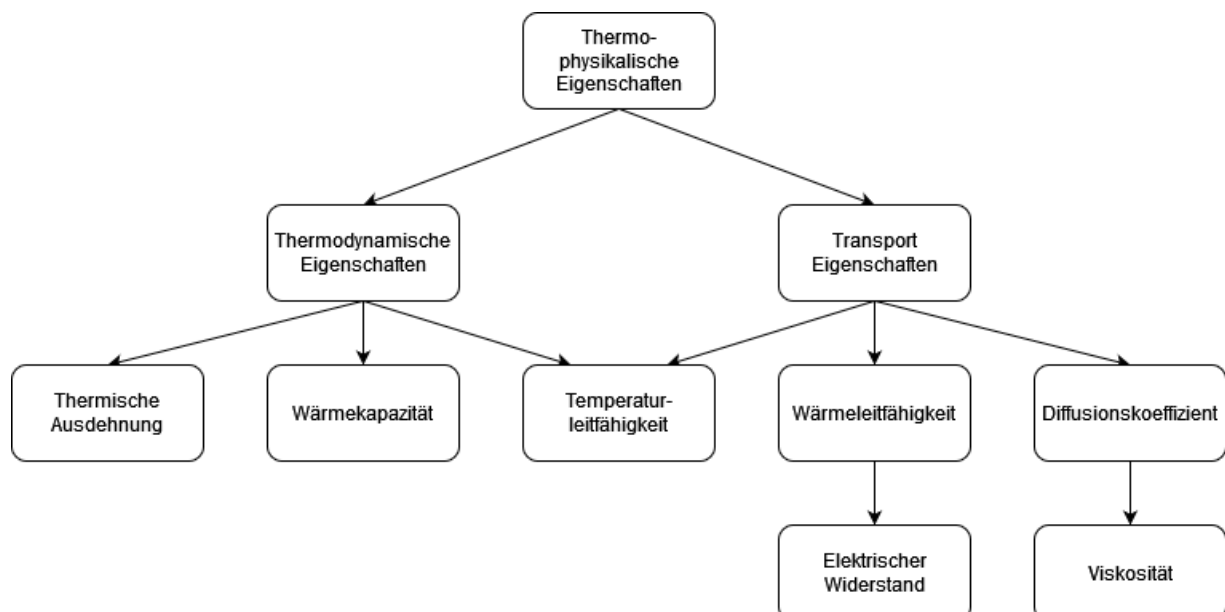 Thermo-
physikalische
Eigenschaften
Thermodynamische
Eigenschaften
Transport
Eigenschaften
Thermische
Ausdehnung
Wärmekapazität
Temperatur-
leitfähigkeit
Wärmeleitfähigkeit
Diffusionskoeffizient
Elektrischer
Widerstand
Viskosität